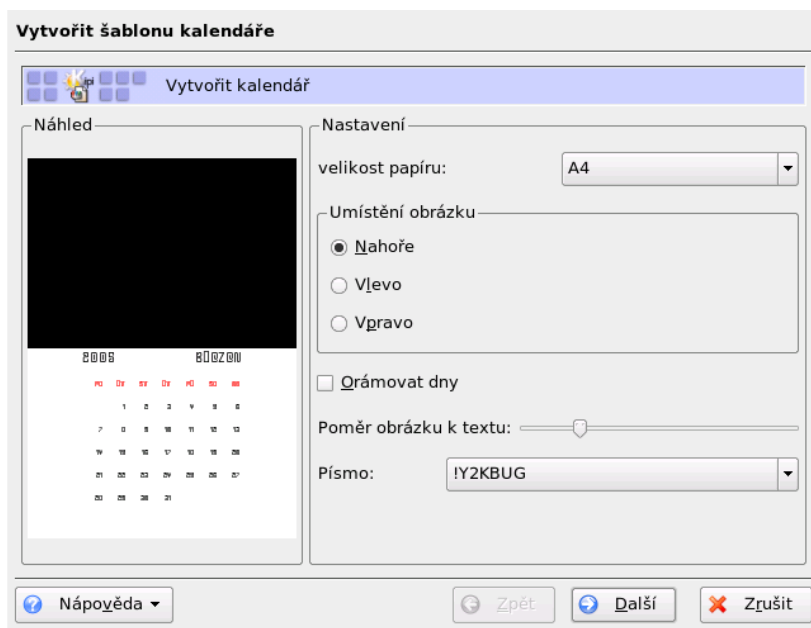 Vytvořit šablonu kalendáře
Vytvořit kalendář
Náhled
2005
Nastavení
velikost papíru: A4
Umístění obrázku
Nahoře
Vlevo
Vpravo
Orámovat dny
Poměr obrázku k textu:
Písmo: !Y2KBUG
Nápověda
Zpět
Další
Zrušit